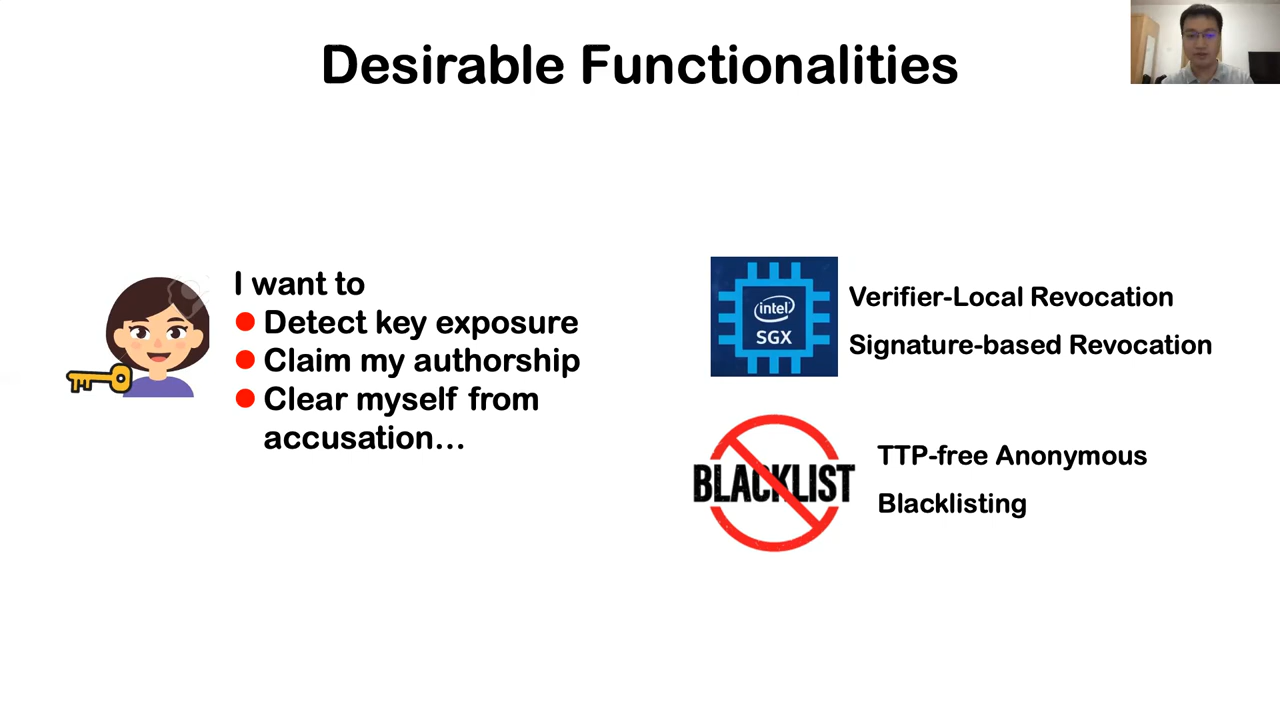 Desirable Functionalities
I want to
Detect key exposure
Claim my authorship
Clear myself from
accusation...
intel
SGX
Verifier-Local Revocation
Signature-based Revocation
BLACKLIST
TTP-free Anonymous
Blacklisting